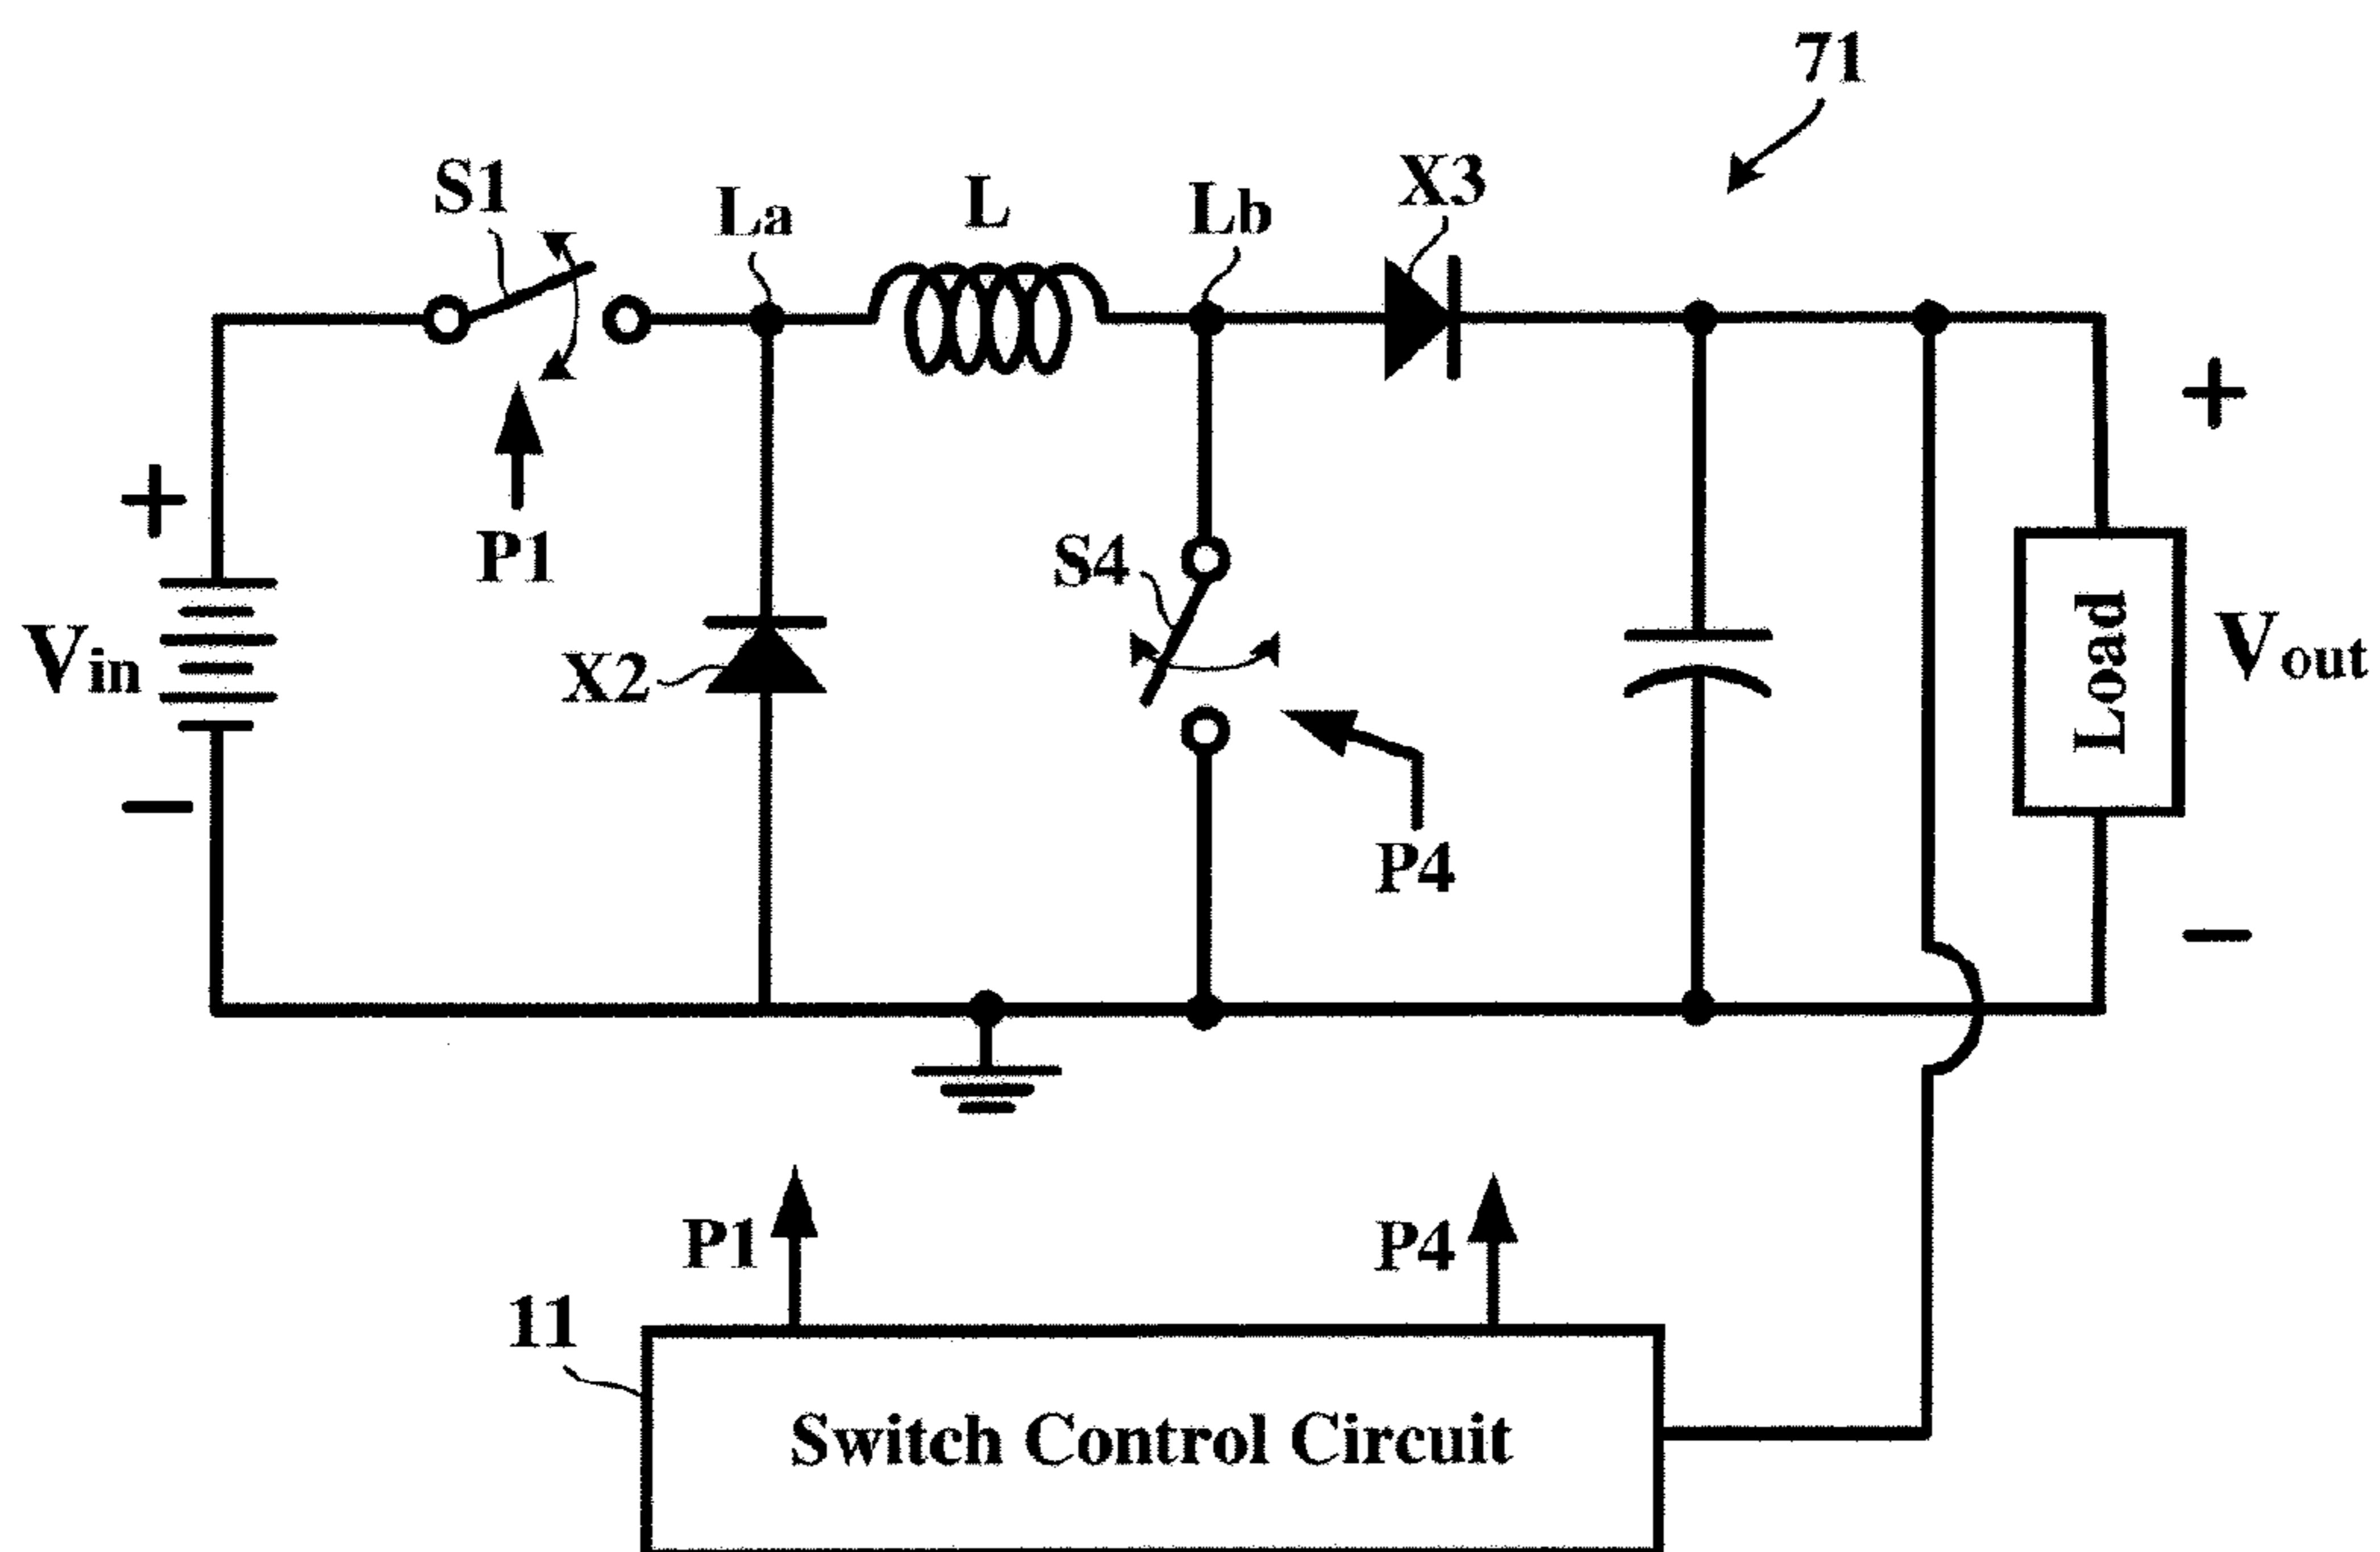 71
S1
La
L
Lb
X3
+
+
P1
S4
Vin
X2
Load
Vout
−
P4
−
P1
P4
11
Switch Control Circuit